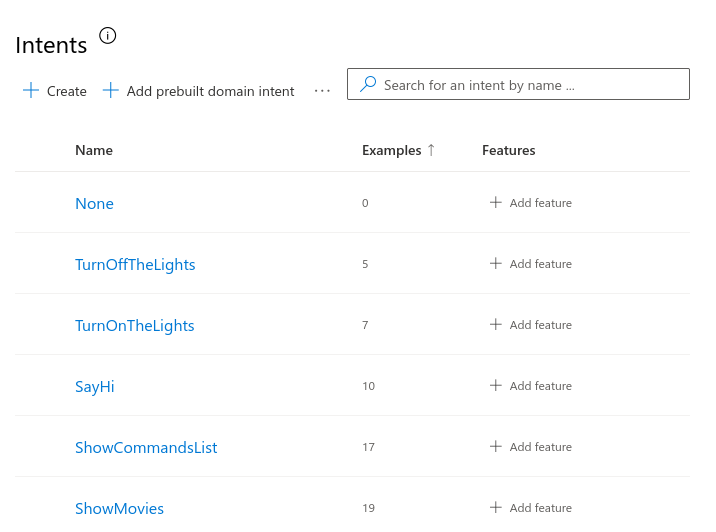 Intents
Create Add prebuilt domain intent ... Search for an intent by name ...
Name Examples ↑ Features
None 0 Add feature
TurnOffTheLights 5 Add feature
TurnOnTheLights 7 Add feature
SayHi 10 Add feature
ShowCommandsList 17 Add feature
ShowMovies 19 Add feature